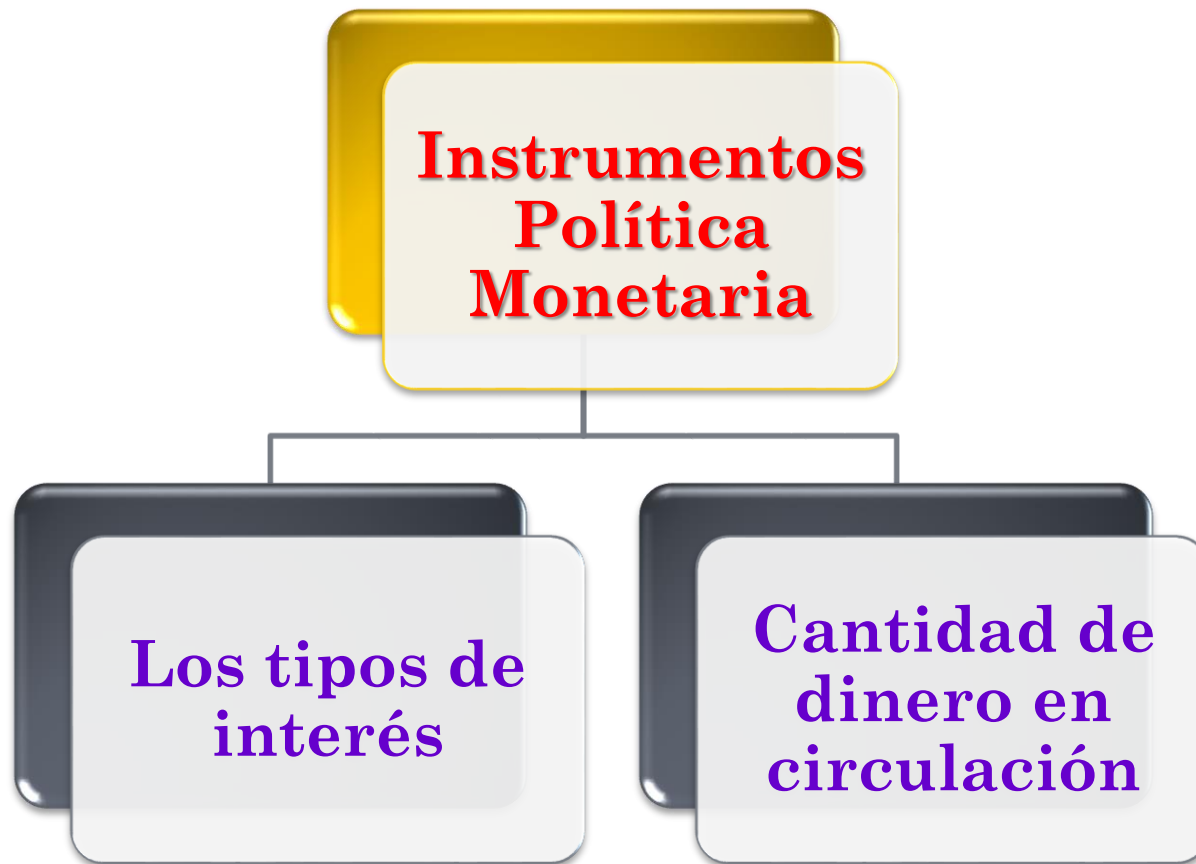 Instrumentos
Política
Monetaria
Los tipos de
interés
Cantidad de
dinero en
circulación